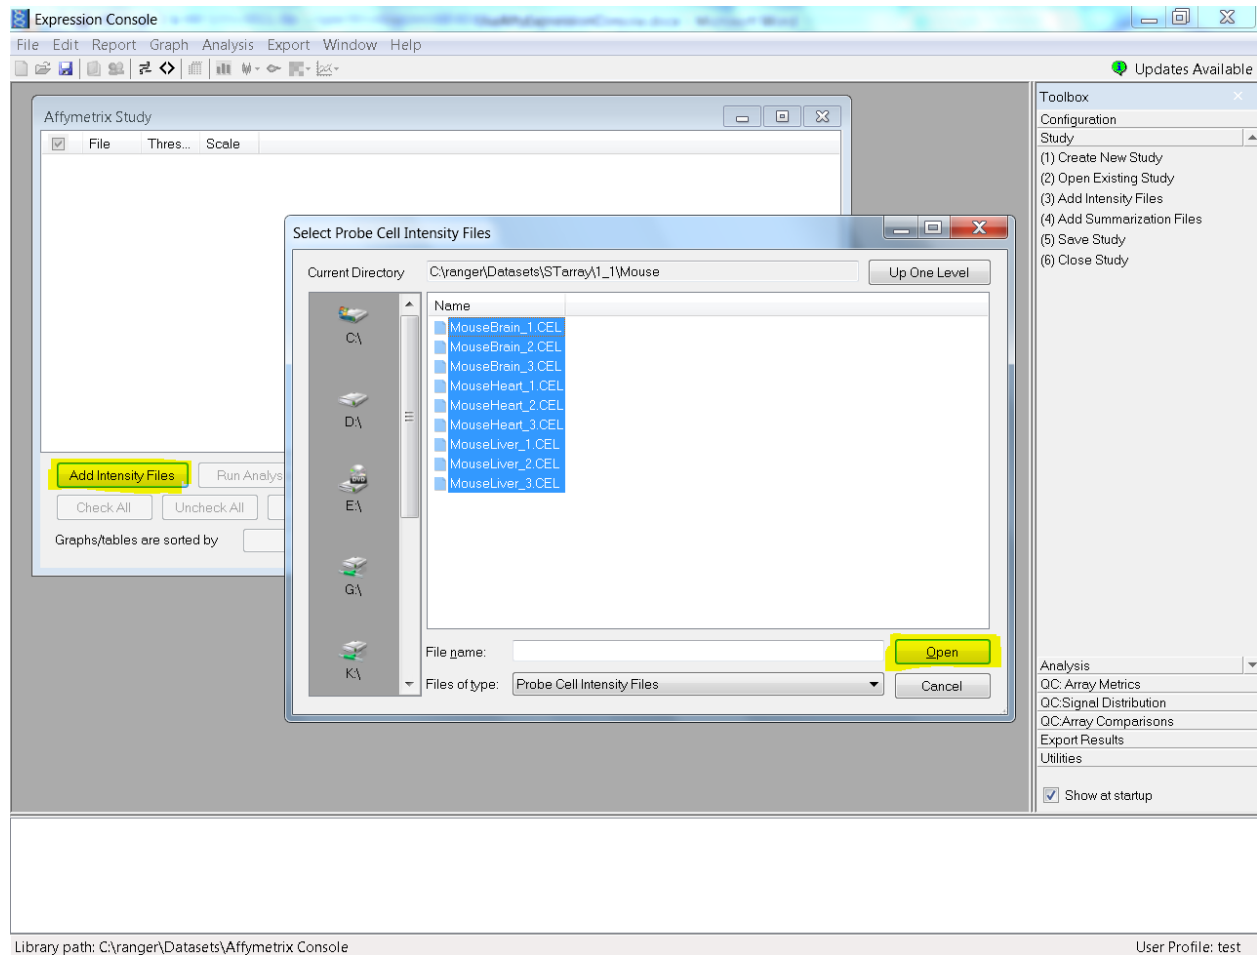 Expression Console
File Edit Report Graph Analysis Export Window Help
Updates Available
Affymetrix Study
File Thres... Scale
Add Intensity Files Run Analys
Check All Uncheck All
Graphs/tables are sorted by
Select Probe Cell Intensity Files
Current Directory C:\ranger\Datasets\STarray\1_1\Mouse Up One Level
Name
C:\
D:\
E:\
G:\
K:\
DVD
MouseBrain_1.CEL
MouseBrain_2.CEL
MouseBrain_3.CEL
MouseHeart_1.CEL
MouseHeart_2.CEL
MouseHeart_3.CEL
MouseLiver_1.CEL
MouseLiver_2.CEL
MouseLiver_3.CEL
File name: Open
Files of type: Probe Cell Intensity Files Cancel
Toolbox
Configuration
Study
(1) Create New Study
(2) Open Existing Study
(3) Add Intensity Files
(4) Add Summarization Files
(5) Save Study
(6) Close Study
Analysis
QC: Array Metrics
QC:Signal Distribution
QC:Array Comparisons
Export Results
Utilities
Show at startup
Library path: C:\ranger\Datasets\Affymetrix Console User Profile: test